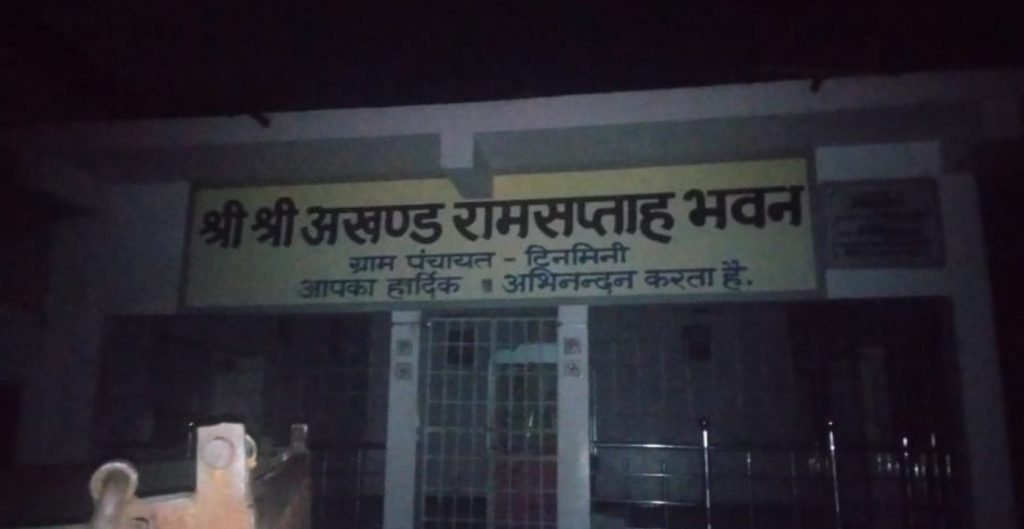 श्री श्री अखण्ड रामसप्ताह भवन
ग्राम पंचायत - टिनमिनी
आपका हार्दिक अभिनन्दन करता है.